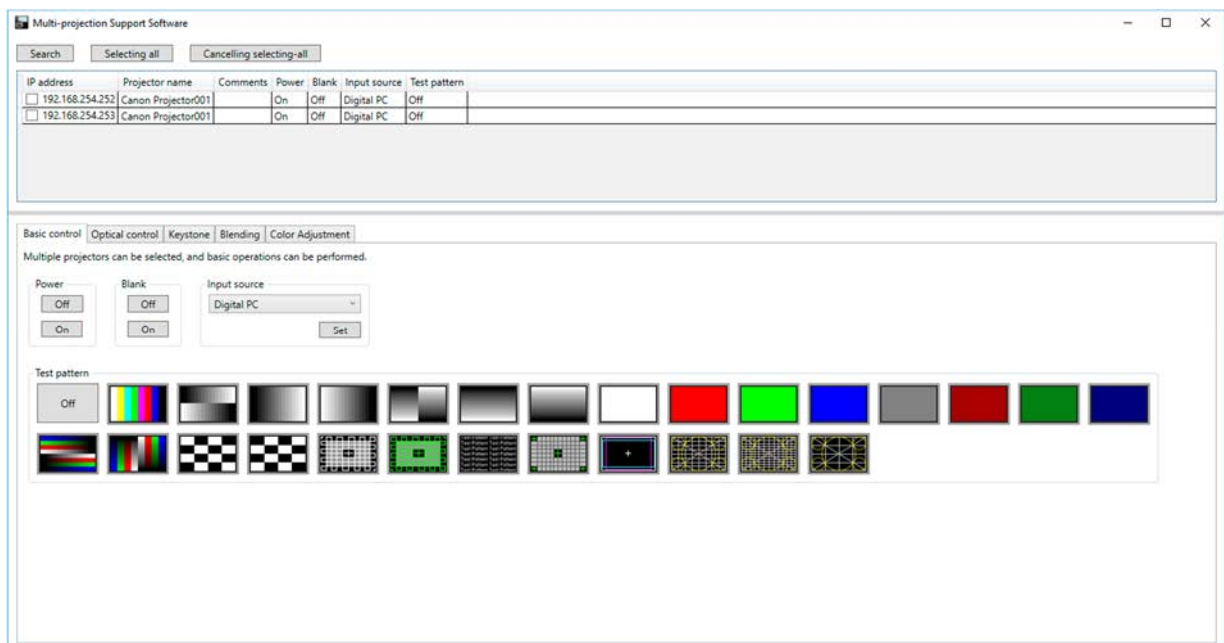 Multi-projection Support Software
Search Selecting all Cancelling selecting-all
IP address Projector name Comments Power Blank Input source Test pattern
192.168.254.252 Canon Projector001 On Off Digital PC Off
192.168.254.253 Canon Projector001 On Off Digital PC Off
Basic control Optical control Keystone Blending Color Adjustment
Multiple projectors can be selected, and basic operations can be performed.
Power Blank Input source
Off Off Digital PC
On On Set
Test pattern
Off